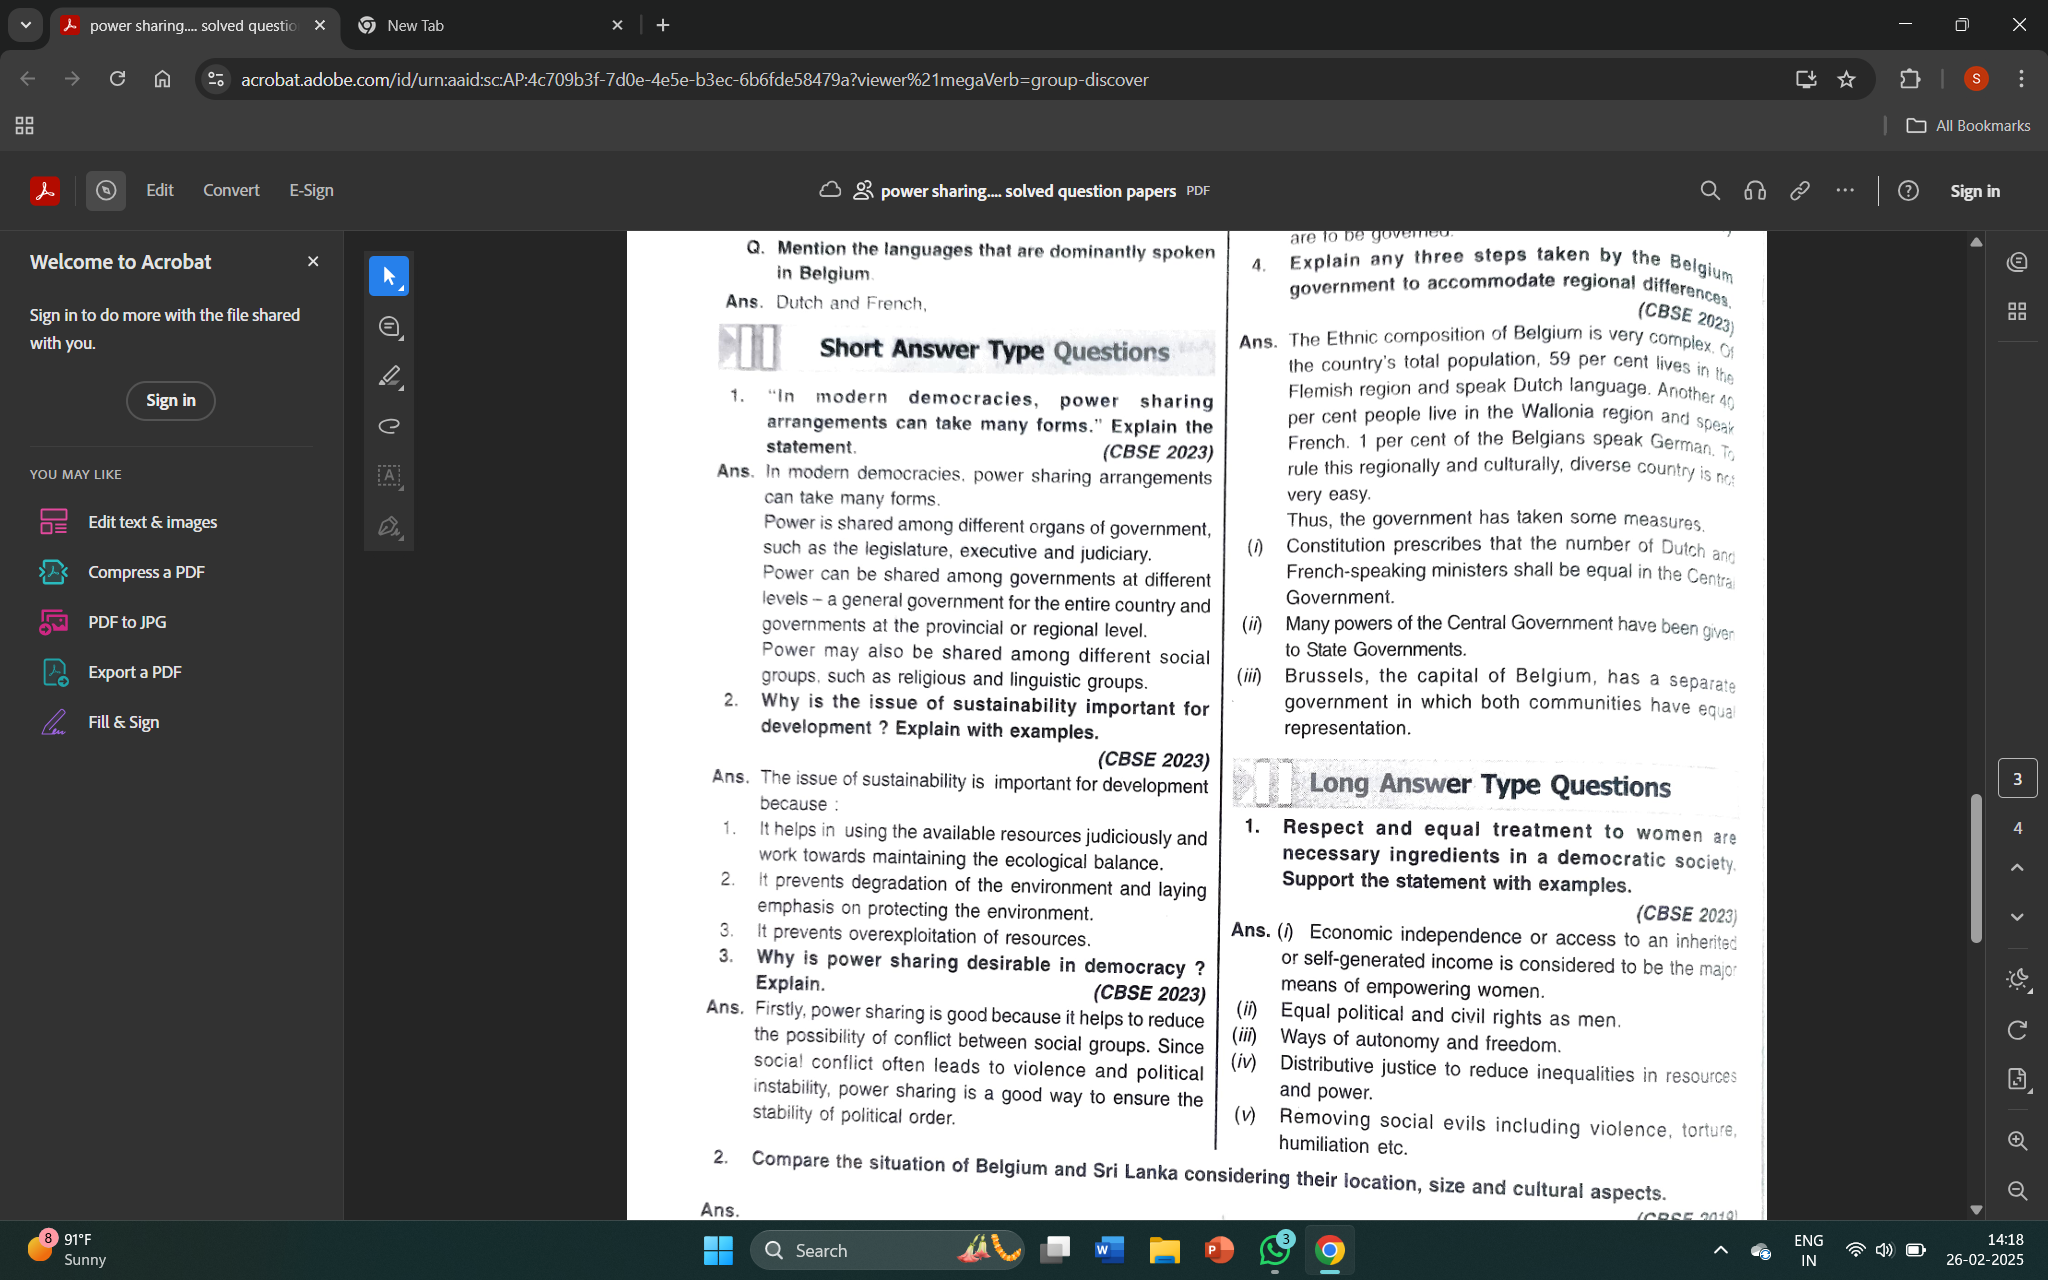 power sharing.... solved questio
New Tab
acrobat.adobe.com/id/urn:aaid:sc:AP:4c709b3f-7d0e-4e5e-b3ec-6b6fde58479a?viewer%21megaVerb=group-discover
S
All Bookmarks
Edit
Convert
E-Sign
power sharing.... solved question papers PDF
Sign in
Welcome to Acrobat
Sign in to do more with the file shared
with you.
Sign in
YOU MAY LIKE
Edit text & images
Compress a PDF
PDF to JPG
Export a PDF
Fill & Sign
Q. Mention the languages that are dominantly spoken
in Belgium.
Ans. Dutch and French,
Short Answer Type Questions
1. "In modern democracies, power sharing
arrangements can take many forms." Explain the
statement. (CBSE 2023)
Ans. In modern democracies, power sharing arrangements
can take many forms.
Power is shared among different organs of government,
such as the legislature, executive and judiciary.
Power can be shared among governments at different
levels – a general government for the entire country and
governments at the provincial or regional level.
Power may also be shared among different social
groups, such as religious and linguistic groups.
2. Why is the issue of sustainability important for
development ? Explain with examples.
(CBSE 2023)
Ans. The issue of sustainability is important for development
because :
1. It helps in using the available resources judiciously and
work towards maintaining the ecological balance.
2. It prevents degradation of the environment and laying
emphasis on protecting the environment.
3. It prevents overexploitation of resources.
3. Why is power sharing desirable in democracy ?
Explain. (CBSE 2023)
Ans. Firstly, power sharing is good because it helps to reduce
the possibility of conflict between social groups. Since
social conflict often leads to violence and political
instability, power sharing is a good way to ensure the
stability of political order.
are to be governed.
4. Explain any three steps taken by the Belgium
government to accommodate regional differences.
(CBSE 2023)
Ans. The Ethnic composition of Belgium is very complex. Of
the country's total population, 59 per cent lives in the
Flemish region and speak Dutch language. Another 40
per cent people live in the Wallonia region and speak
French. 1 per cent of the Belgians speak German. To
rule this regionally and culturally, diverse country is not
very easy.
Thus, the government has taken some measures.
(i) Constitution prescribes that the number of Dutch and
French-speaking ministers shall be equal in the Central
Government.
(ii) Many powers of the Central Government have been given
to State Governments.
(iii) Brussels, the capital of Belgium, has a separate
government in which both communities have equal
representation.
Long Answer Type Questions
1. Respect and equal treatment to women are
necessary ingredients in a democratic society.
Support the statement with examples.
(CBSE 2023)
Ans. (i) Economic independence or access to an inherited
or self-generated income is considered to be the major
means of empowering women.
(ii) Equal political and civil rights as men.
(iii) Ways of autonomy and freedom.
(iv) Distributive justice to reduce inequalities in resources
and power.
(v) Removing social evils including violence, torture,
humiliation etc.
2. Compare the situation of Belgium and Sri Lanka considering their location, size and cultural aspects.
(CBSE 2019)
Ans.
3
4
8
91°F
Sunny
Search
3
ENG
IN
14:18
26-02-2025